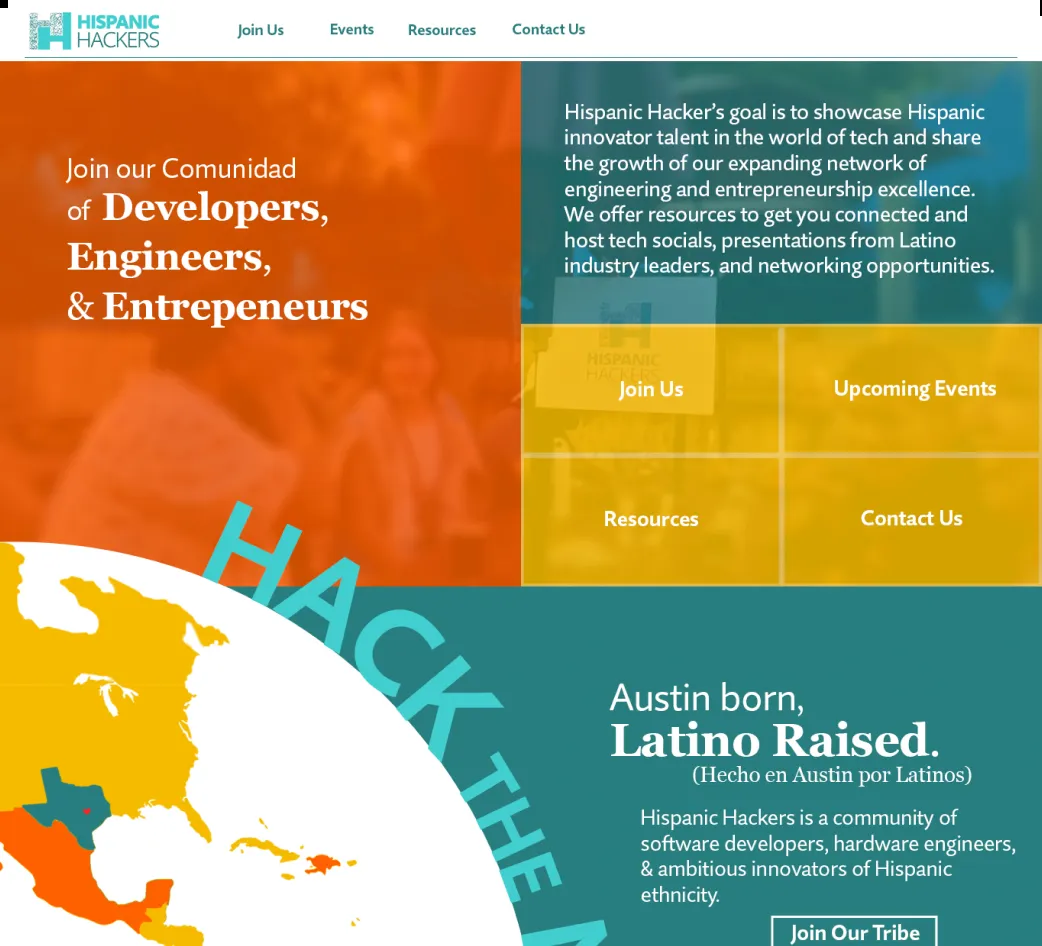 HISPANIC
HACKERS
Join Us Events Resources Contact Us
Join our Comunidad
of Developers,
Engineers,
& Entrepeneurs
Hispanic Hacker’s goal is to showcase Hispanic
innovator talent in the world of tech and share
the growth of our expanding network of
engineering and entrepreneurship excellence.
We offer resources to get you connected and
host tech socials, presentations from Latino
industry leaders, and networking opportunities.
HISPANIC
HACKERS
Join Us
Upcoming Events
Resources
Contact Us
HACK THE
Austin born,
Latino Raised.
(Hecho en Austin por Latinos)
Hispanic Hackers is a community of
software developers, hardware engineers,
& ambitious innovators of Hispanic
ethnicity.
Join Our Tribe